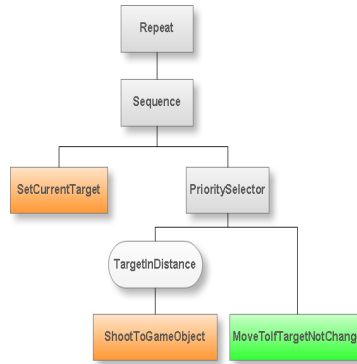 Repeat
Sequence
SetCurrentTarget
PrioritySelector
TargetInDistance
ShootToGameObject
MoveToIfTargetNotChang